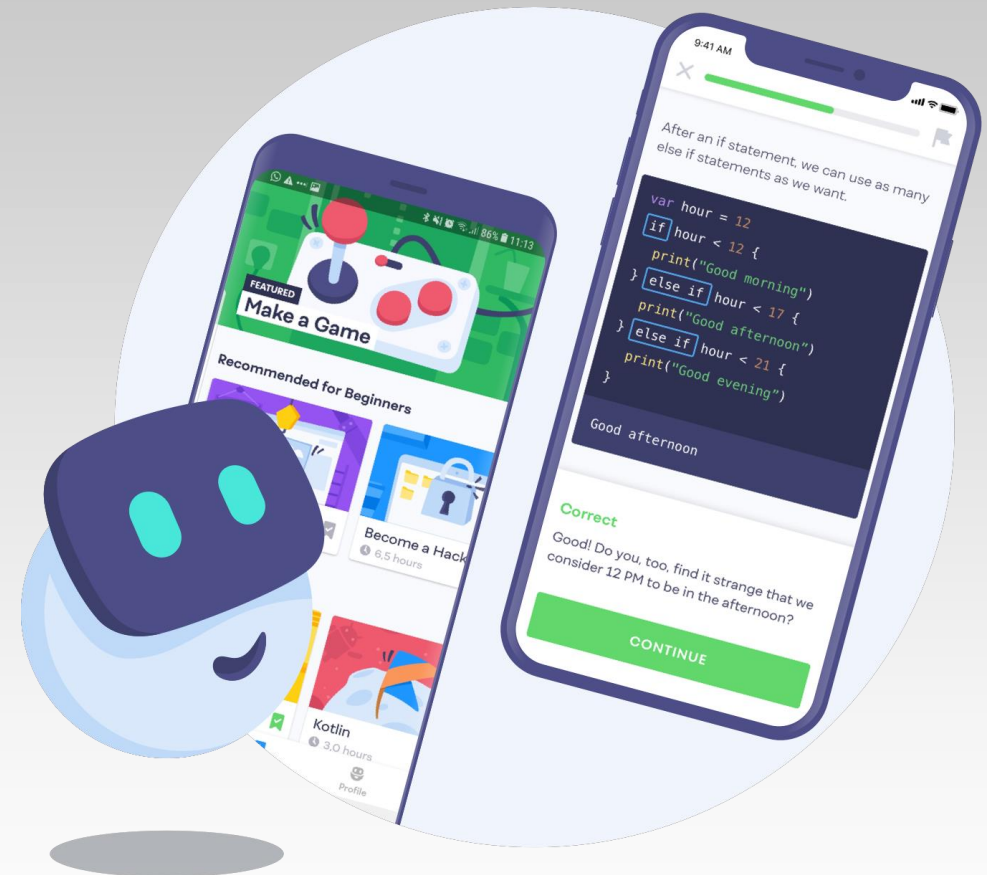 11:13
86%
FEATURED
Make a Game
Recommended for Beginners
Become a Hack
6,5 hours
Kotlin
3,0 hours
Profile
9:41 AM
After an if statement, we can use as many
else if statements as we want.
var hour = 12
if hour < 12 {
print("Good morning")
} else if hour < 17 {
print("Good afternoon")
} else if hour < 21 {
print("Good evening")
}
Good afternoon
Correct
Good! Do you, too, find it strange that we
consider 12 PM to be in the afternoon?
CONTINUE